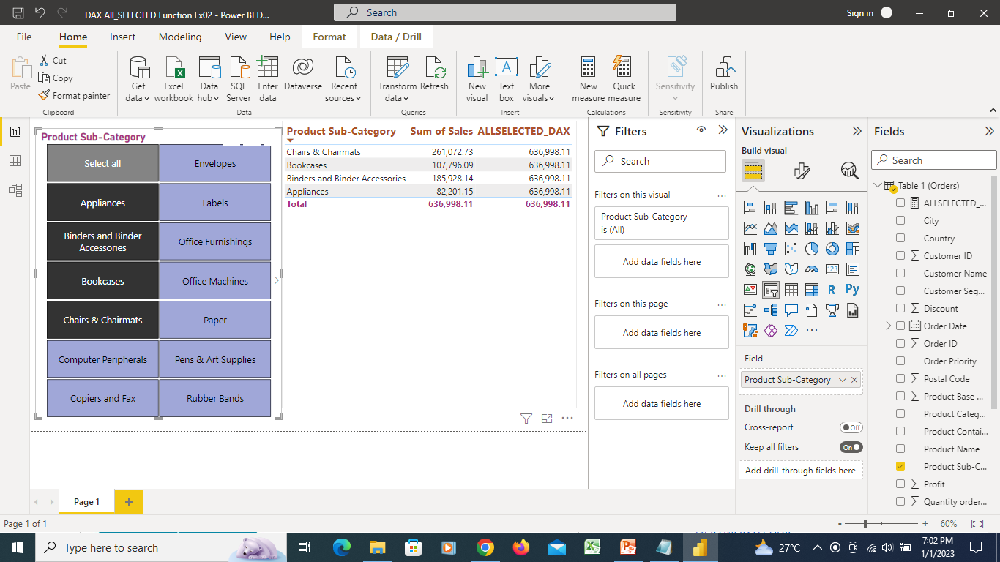 DAX All_SELECTED Function Ex02 - Power BI D...
Search
Sign in
File Home Insert Modeling View Help Format Data / Drill
Paste
Cut
Copy
Format painter
Clipboard
Get data
Excel workbook
Data hub
SQL Server
Enter data
Dataverse
Recent sources
Data
Transform data
Refresh
Queries
New visual
Text box
More visuals
Insert
New measure
Quick measure
Calculations
Sensitivity
Sensitivity
Publish
Share
Product Sub-Category
Select all
Envelopes
Appliances
Labels
Binders and Binder
Accessories
Office Furnishings
Bookcases
Office Machines
Chairs & Chairmats
Paper
Computer Peripherals
Pens & Art Supplies
Copiers and Fax
Rubber Bands
Product Sub-Category Sum of Sales ALLSELECTED_DAX
Chairs & Chairmats 261,072.73 636,998.11
Bookcases 107,796.09 636,998.11
Binders and Binder Accessories 185,928.14 636,998.11
Appliances 82,201.15 636,998.11
Total 636,998.11 636,998.11
Filters
Search
Filters on this visual ...
Product Sub-Category
is (All)
Add data fields here
Filters on this page ...
Add data fields here
Filters on all pages ...
Add data fields here
Visualizations
Build visual
123
R
Py
...
Field
Product Sub-Category
Drill through
Cross-report Off
Keep all filters On
Add drill-through fields here
Fields
Search
Table 1 (Orders)
ALLSELECTED_...
City
Country
Customer ID
Customer Name
Customer Seg...
Discount
Order Date
Order ID
Order Priority
Postal Code
Product Base ...
Product Categ...
Product Contai...
Product Name
Product Sub-C...
Profit
Quantity order...
Page 1
Page 1 of 1
- + 60%
Type here to search
27°C
7:02 PM
1/1/2023